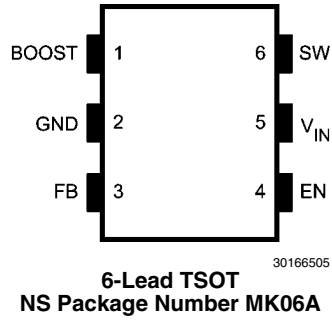 BOOST 1 6 SW
GND 2 5 VIN
FB 3 4 EN
30166505
6-Lead TSOT
NS Package Number MK06A